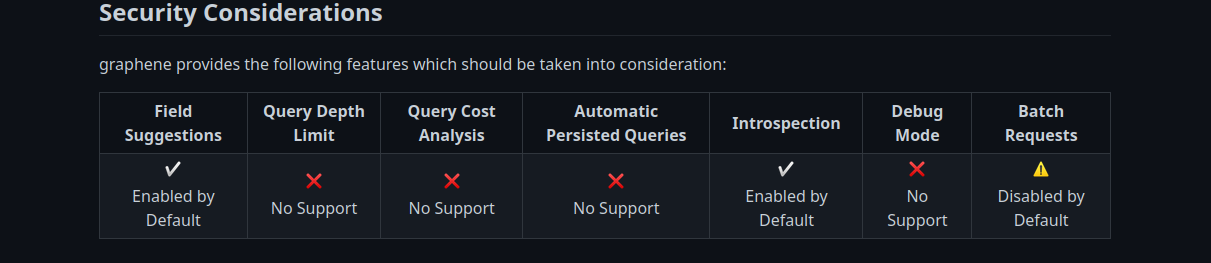 Security Considerations
graphene provides the following features which should be taken into consideration:
Field Suggestions
Query Depth Limit
Query Cost Analysis
Automatic Persisted Queries
Introspection
Debug Mode
Batch Requests
✔️
Enabled by Default
❌
No Support
❌
No Support
❌
No Support
✔️
Enabled by Default
❌
No Support
⚠️
Disabled by Default